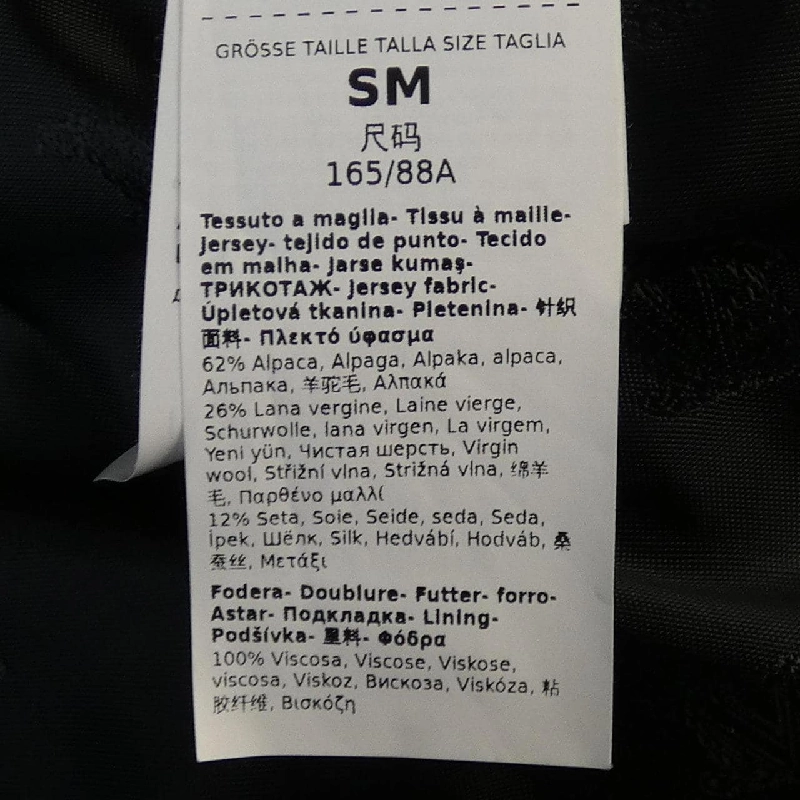 GRÖSSE TAILLE TALLA SIZE TAGLIA
SM
尺码
165/88A
Tessuto a maglia- Tissu à maille-
Jersey- tejido de punto- Tecido
em malha- Jarse kumaş-
ТРИКОТАЖ- Jersey fabric-
Úpletová tkanina- Pletenina- 针织
面料- Πλεκτό ύφασμα
62% Alpaca, Alpaga, Alpaka, alpaca,
Альпака, 羊驼毛, Αλπακά
26% Lana vergine, Laine vierge,
Schurwolle, lana virgen, La virgem,
Yeni yün, Чистая шерсть, Virgin
wool, Střižní vlna, Strižná vlna, 绵羊
毛, Παρθένο μαλλί
12% Seta, Soie, Seide, seda, Seda,
İpek, Шёлк, Silk, Hedvábí, Hodváb, 桑
蚕丝, Μετάξι
Fodera- Doublure- Futter- forro-
Astar- Подкладка- Lining-
Podšívka- 里料- Φόδρα
100% Viscosa, Viscose, Viskose,
viscosa, Viskoz, Вискоза, Viskóza, 粘
胶纤维, Βισκόζη